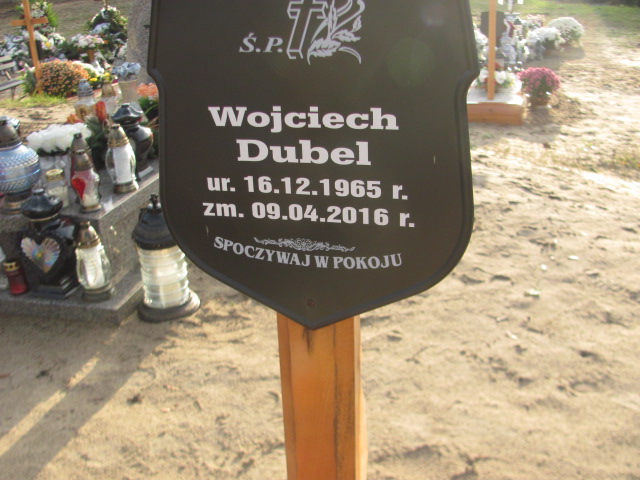 Ś.P.
Wojciech
Dubel
ur. 16.12.1965 r.
zm. 09.04.2016 r.
SPOCZYWAJ W POKOJU